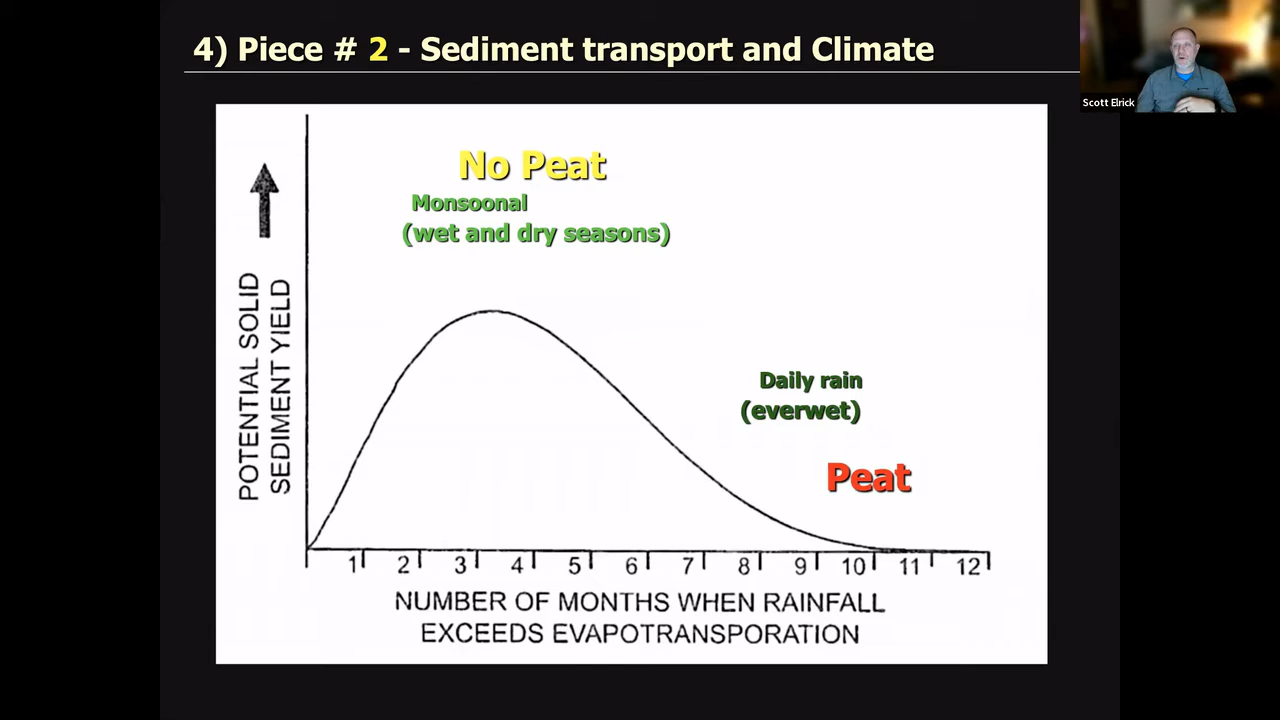 4) Piece # 2 - Sediment transport and Climate
Scott Elrick
No Peat
Monsoonal
(wet and dry seasons)
POTENTIAL SOLID
SEDIMENT YIELD
Daily rain
(everwet)
Peat
1 2 3 4 5 6 7 8 9 10 11 12
NUMBER OF MONTHS WHEN RAINFALL
EXCEEDS EVAPOTRANSPORATION